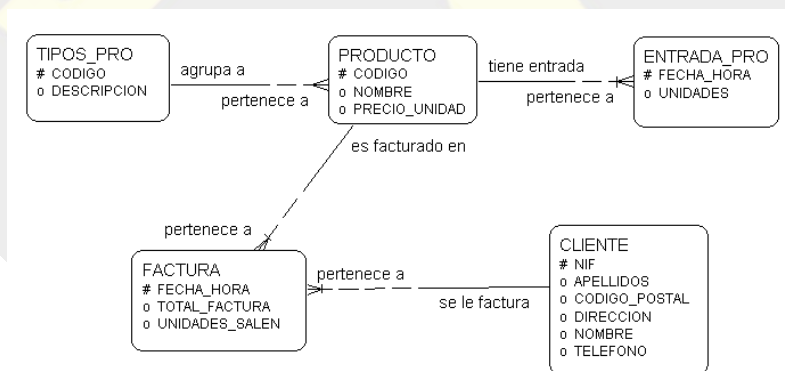 TIPOS_PRO
# CODIGO
o DESCRIPCION
agrupa a
pertenece a
PRODUCTO
# CODIGO
o NOMBRE
o PRECIO_UNIDAD
tiene entrada
pertenece a
ENTRADA_PRO
# FECHA_HORA
o UNIDADES
es facturado en
pertenece a
FACTURA
# FECHA_HORA
o TOTAL_FACTURA
o UNIDADES_SALEN
pertenece a
se le factura
CLIENTE
# NIF
o APELLIDOS
o CODIGO_POSTAL
o DIRECCION
o NOMBRE
o TELEFONO